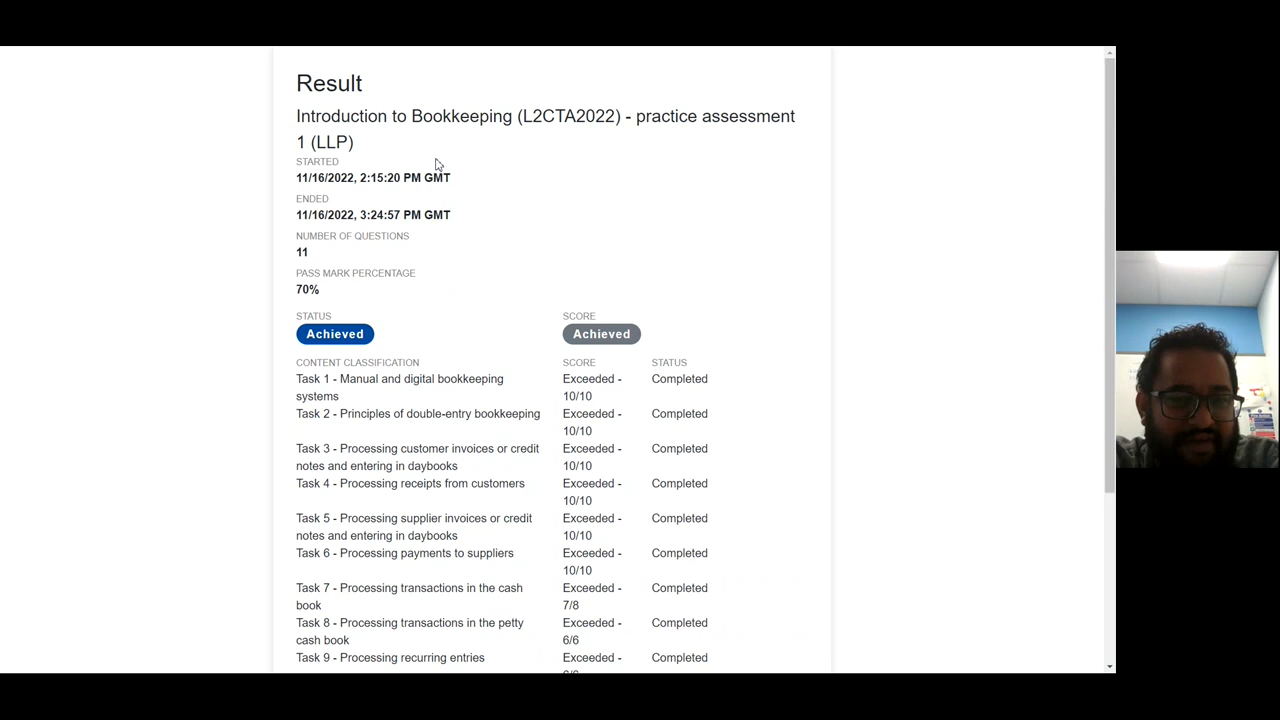 Result
Introduction to Bookkeeping (L2CTA2022) - practice assessment
1 (LLP)
STARTED
11/16/2022, 2:15:20 PM GMT
ENDED
11/16/2022, 3:24:57 PM GMT
NUMBER OF QUESTIONS
11
PASS MARK PERCENTAGE
70%
STATUS SCORE
Achieved Achieved
CONTENT CLASSIFICATION SCORE STATUS
Task 1 - Manual and digital bookkeeping Exceeded - Completed
systems 10/10
Task 2 - Principles of double-entry bookkeeping Exceeded - Completed
10/10
Task 3 - Processing customer invoices or credit Exceeded - Completed
notes and entering in daybooks 10/10
Task 4 - Processing receipts from customers Exceeded - Completed
10/10
Task 5 - Processing supplier invoices or credit Exceeded - Completed
notes and entering in daybooks 10/10
Task 6 - Processing payments to suppliers Exceeded - Completed
10/10
Task 7 - Processing transactions in the cash Exceeded - Completed
book 7/8
Task 8 - Processing transactions in the petty Exceeded - Completed
cash book 6/6
Task 9 - Processing recurring entries Exceeded - Completed